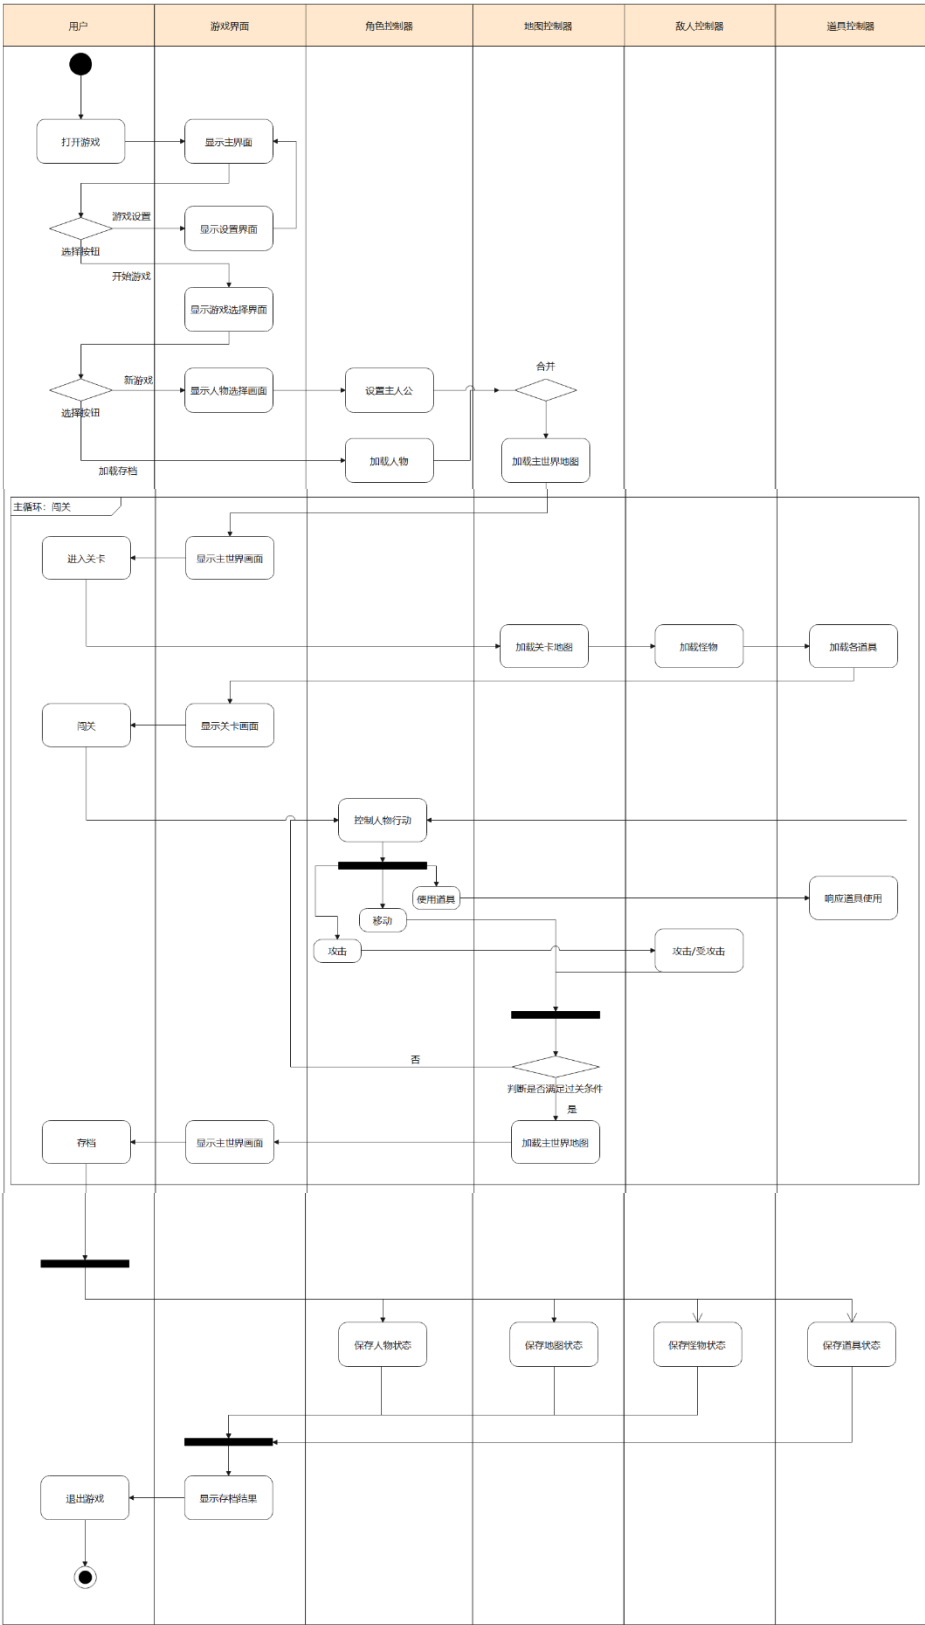 用户
游戏界面
角色控制器
地图控制器
敌人控制器
道具控制器
打开游戏
显示主界面
游戏设置
显示设置界面
选择按钮
开始游戏
显示游戏选择界面
合并
新游戏
显示人物选择画面
设置主人公
选择按钮
加载存档
加载人物
加载主世界地图
主循环：闯关
进入关卡
显示主世界画面
加载关卡地图
加载怪物
加载各道具
闯关
显示关卡画面
控制人物行动
使用道具
响应道具使用
移动
攻击
攻击/受攻击
否
判断是否满足过关条件
是
存档
显示主世界画面
加载主世界地图
保存人物状态
保存地图状态
保存怪物状态
保存道具状态
退出游戏
显示存档结果